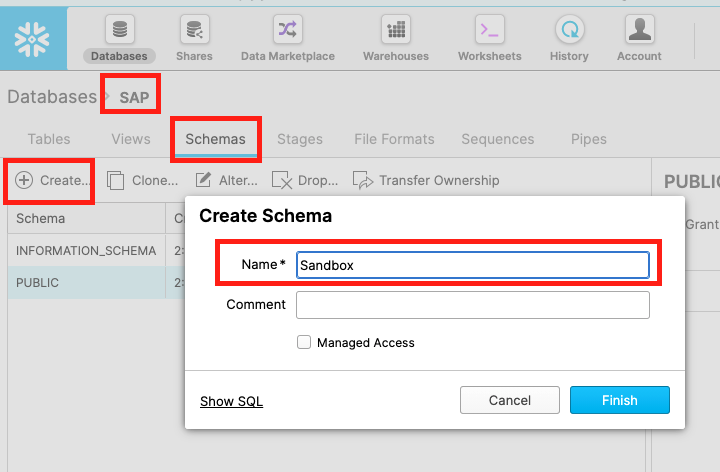 Databases Shares Data Marketplace Warehouses Worksheets History Account
Databases > SAP
Tables Views Schemas Stages File Formats Sequences Pipes
Create... Clone... Alter... Drop... Transfer Ownership
PUBLIC
Schema
Grant
INFORMATION_SCHEMA 2:
PUBLIC 2:
Create Schema
Name* Sandbox
Comment
Managed Access
Show SQL Cancel Finish